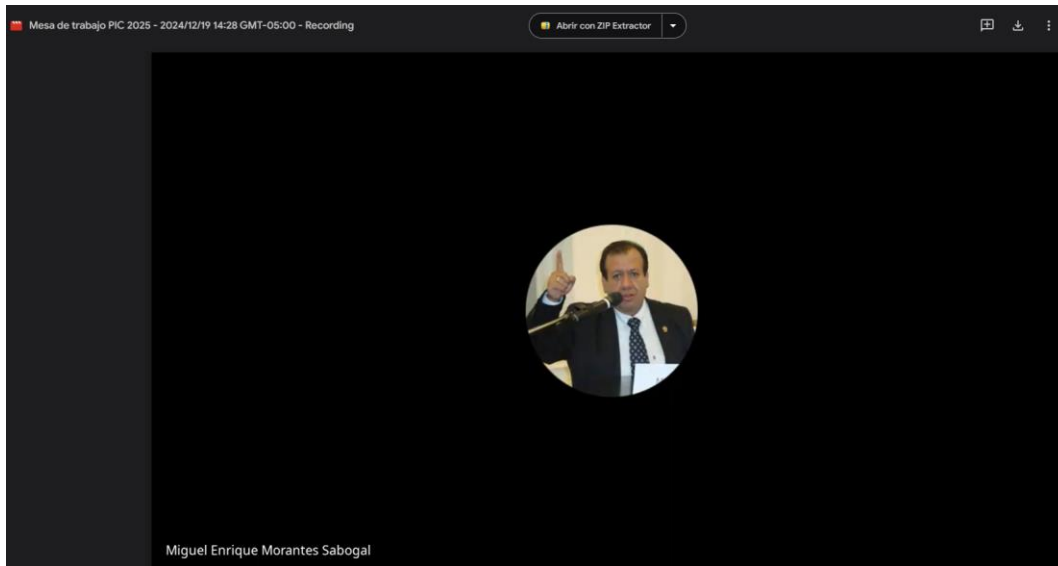 Mesa de trabajo PIC 2025 - 2024/12/19 14:28 GMT-05:00 - Recording
Abrir con ZIP Extractor
Miguel Enrique Morantes Sabogal